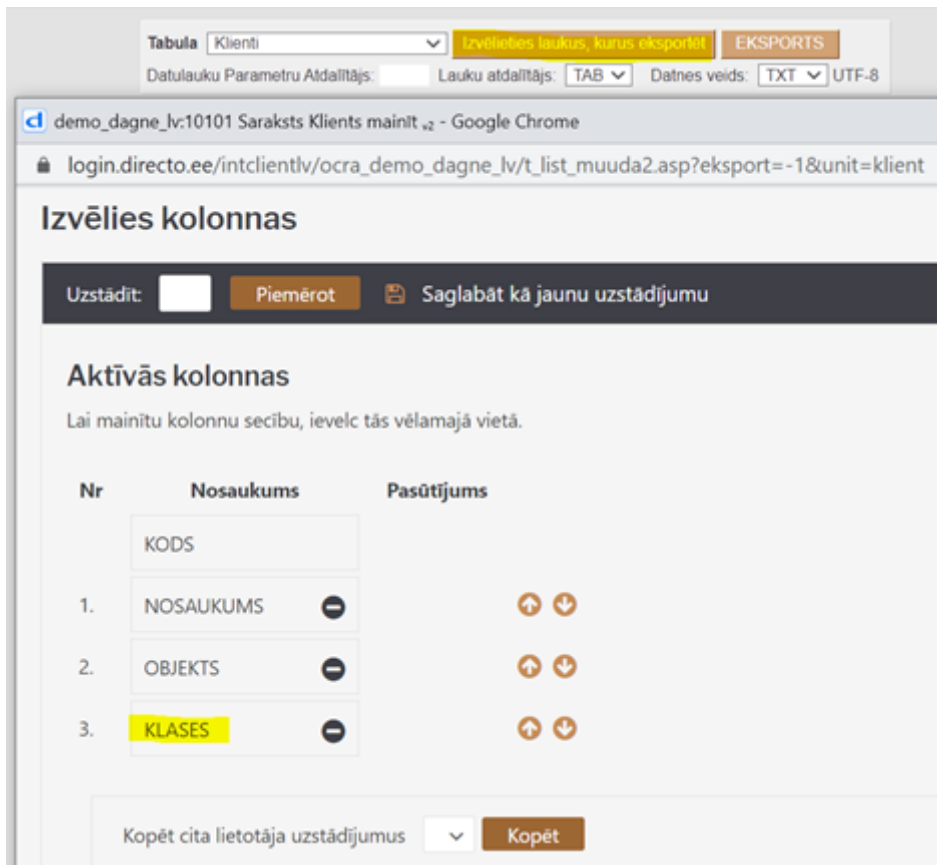 Tabula Klienti Izvēlieties laukus, kurus eksportēt EKSPORTS
Datulauku Parametru Atdalītājs: Lauku atdalītājs: TAB Datnes veids: TXT UTF-8
demo_dagne_lv:10101 Saraksts Klients mainīt v2 - Google Chrome
login.directo.ee/intclientlv/ocra_demo_dagne_lv/t_list_muuda2.asp?eksport=-1&unit=klient
Izvēlies kolonnas
Uzstādīt: Piemērot Saglabāt kā jaunu uzstādījumu
Aktīvās kolonnas
Lai mainītu kolonnu secību, ievelc tās vēlamajā vietā.
Nr Nosaukums Pasūtījums
KODS
1. NOSAUKUMS
2. OBJEKTS
3. KLASES
Kopēt cita lietotāja uzstādījumus Kopēt